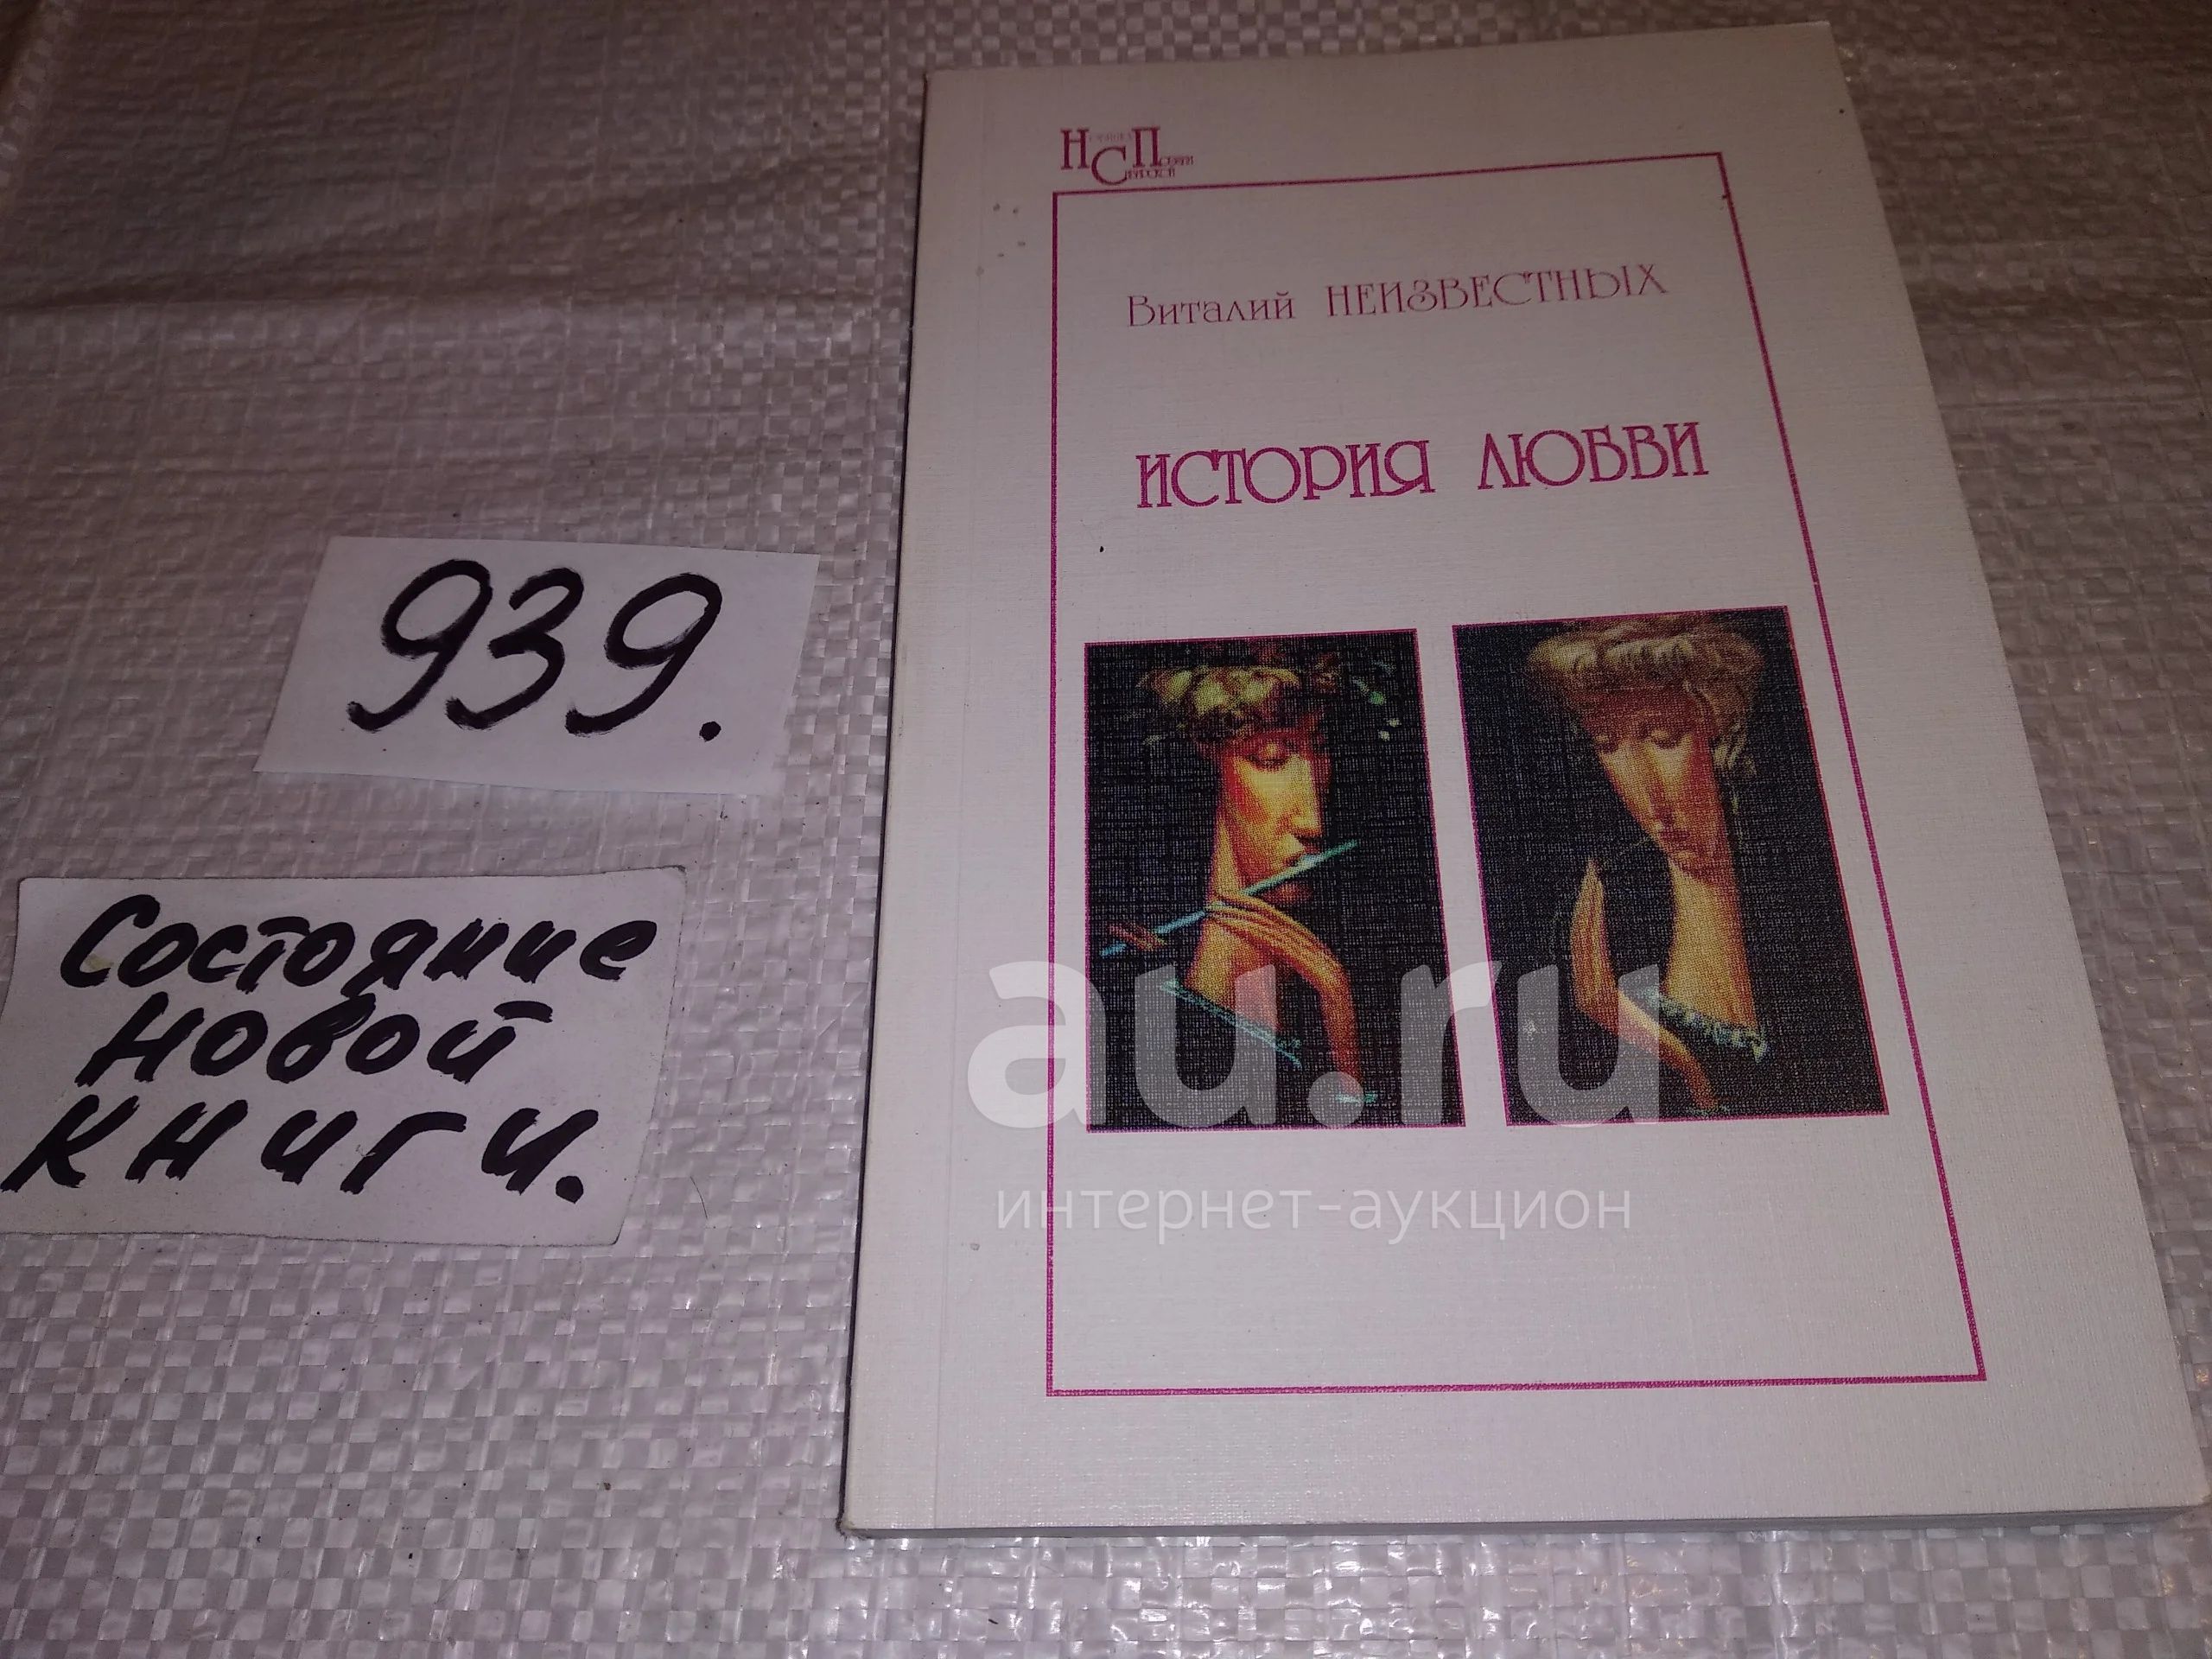 НСП
Виталий НЕИЗВЕСТНЫХ
ИСТОРИЯ ЛЮБВИ
939.
Состояние
новой
книги.
au.ru
интернет-аукцион